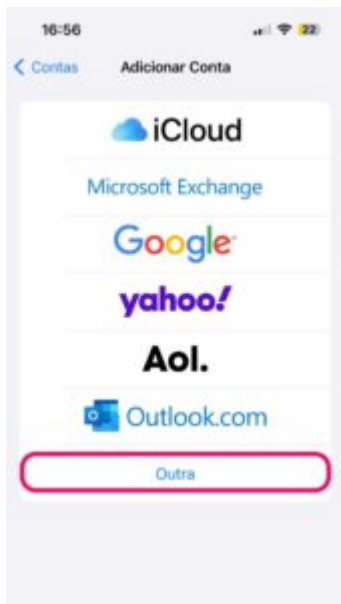 16:56
22
Contas
Adicionar Conta
iCloud
Microsoft Exchange
Google
yahoo!
Aol.
Outlook.com
Outra